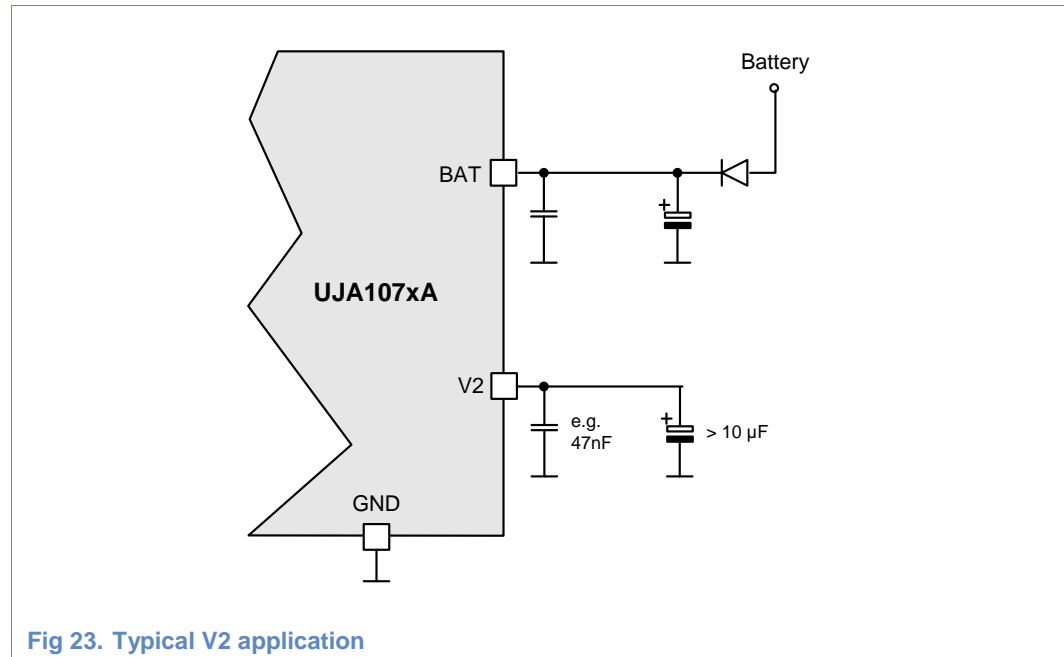 Battery
BAT
+
UJA107xA
V2
e.g.
47nF
+
> 10 µF
GND
Fig 23. Typical V2 application